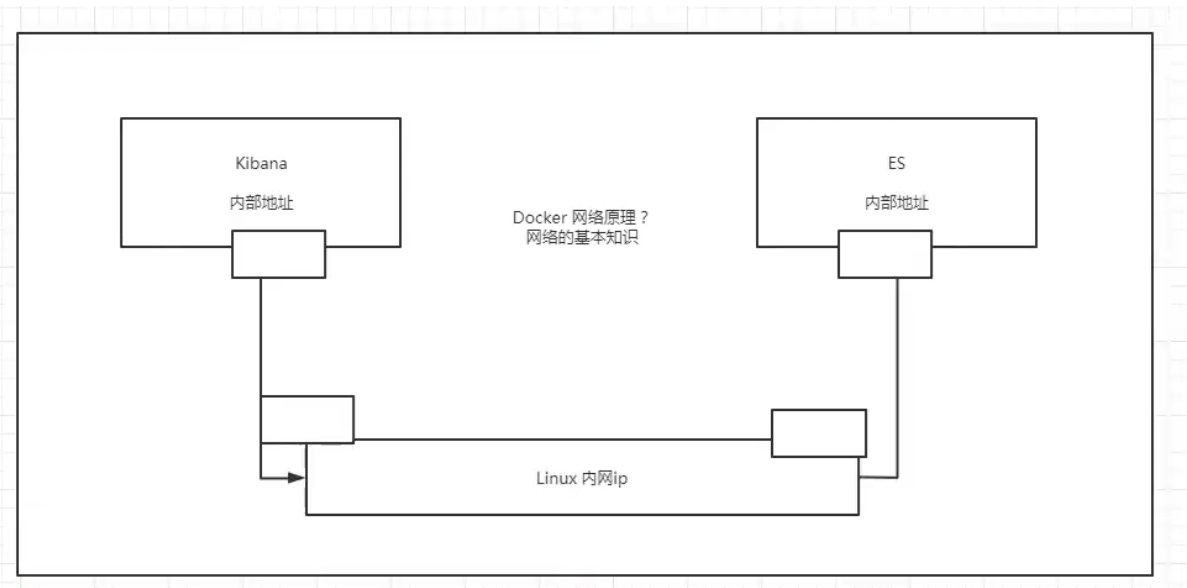 Kibana
内部地址
ES
内部地址
Docker 网络原理？
网络的基本知识
Linux 内网ip